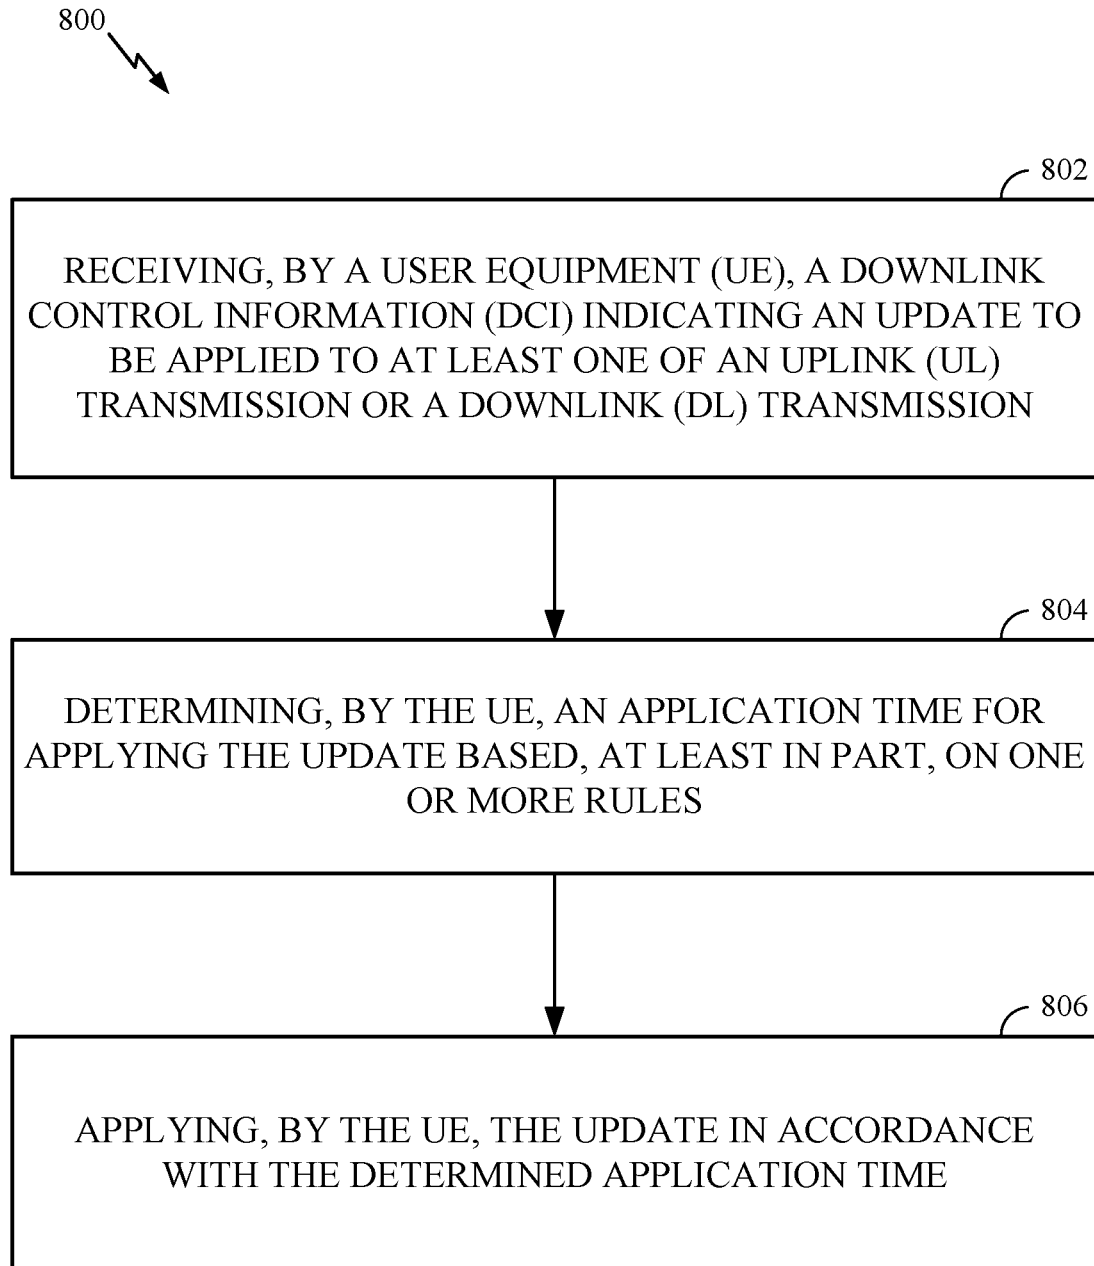 800
802
RECEIVING, BY A USER EQUIPMENT (UE), A DOWNLINK
CONTROL INFORMATION (DCI) INDICATING AN UPDATE TO
BE APPLIED TO AT LEAST ONE OF AN UPLINK (UL)
TRANSMISSION OR A DOWNLINK (DL) TRANSMISSION
804
DETERMINING, BY THE UE, AN APPLICATION TIME FOR
APPLYING THE UPDATE BASED, AT LEAST IN PART, ON ONE
OR MORE RULES
806
APPLYING, BY THE UE, THE UPDATE IN ACCORDANCE
WITH THE DETERMINED APPLICATION TIME